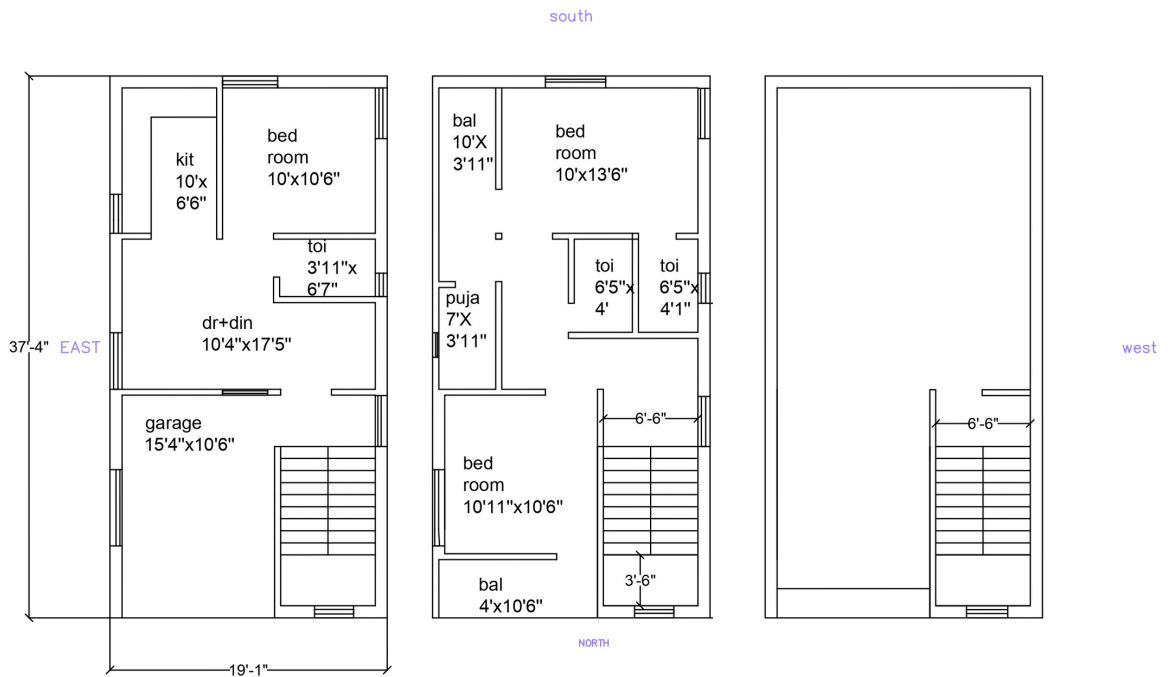 south
kit
10'x
6'6"
bed
room
10'x10'6"
toi
3'11"x
6'7"
dr+din
10'4"x17'5"
garage
15'4"x10'6"
37'-4"
EAST
19'-1"
bal
10'X
3'11"
bed
room
10'x13'6"
toi
6'5"x
4'
toi
6'5"x
4'1"
puja
7'X
3'11"
6'-6"
bed
room
10'11"x10'6"
3'-6"
bal
4'x10'6"
NORTH
6'-6"
west